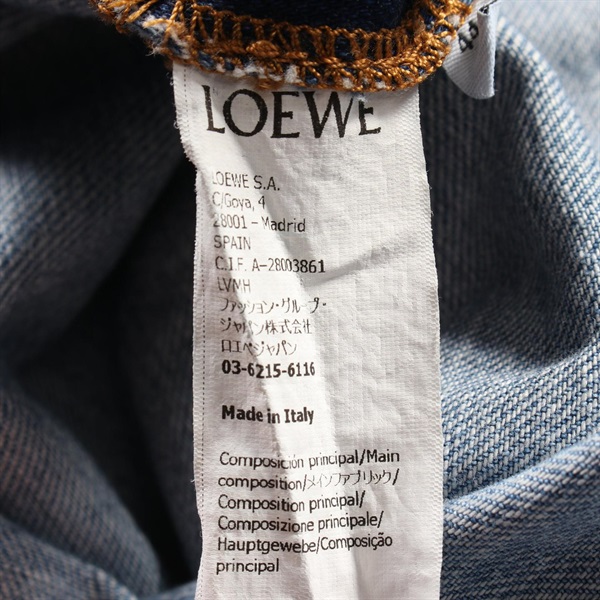 LOEWE
LOEWE S.A.
C/Goya, 4
28001 - Madrid
SPAIN
C.I.F. A-28003861
LVMH
ファッション・グループ・
ジャパン株式会社
ロエベジャパン
03-6215-6116
Made in Italy
Composición principal/Main
composition/メインファブリック/
Composition principal/
Composizione principale/
Hauptgewebe/Composição
principal